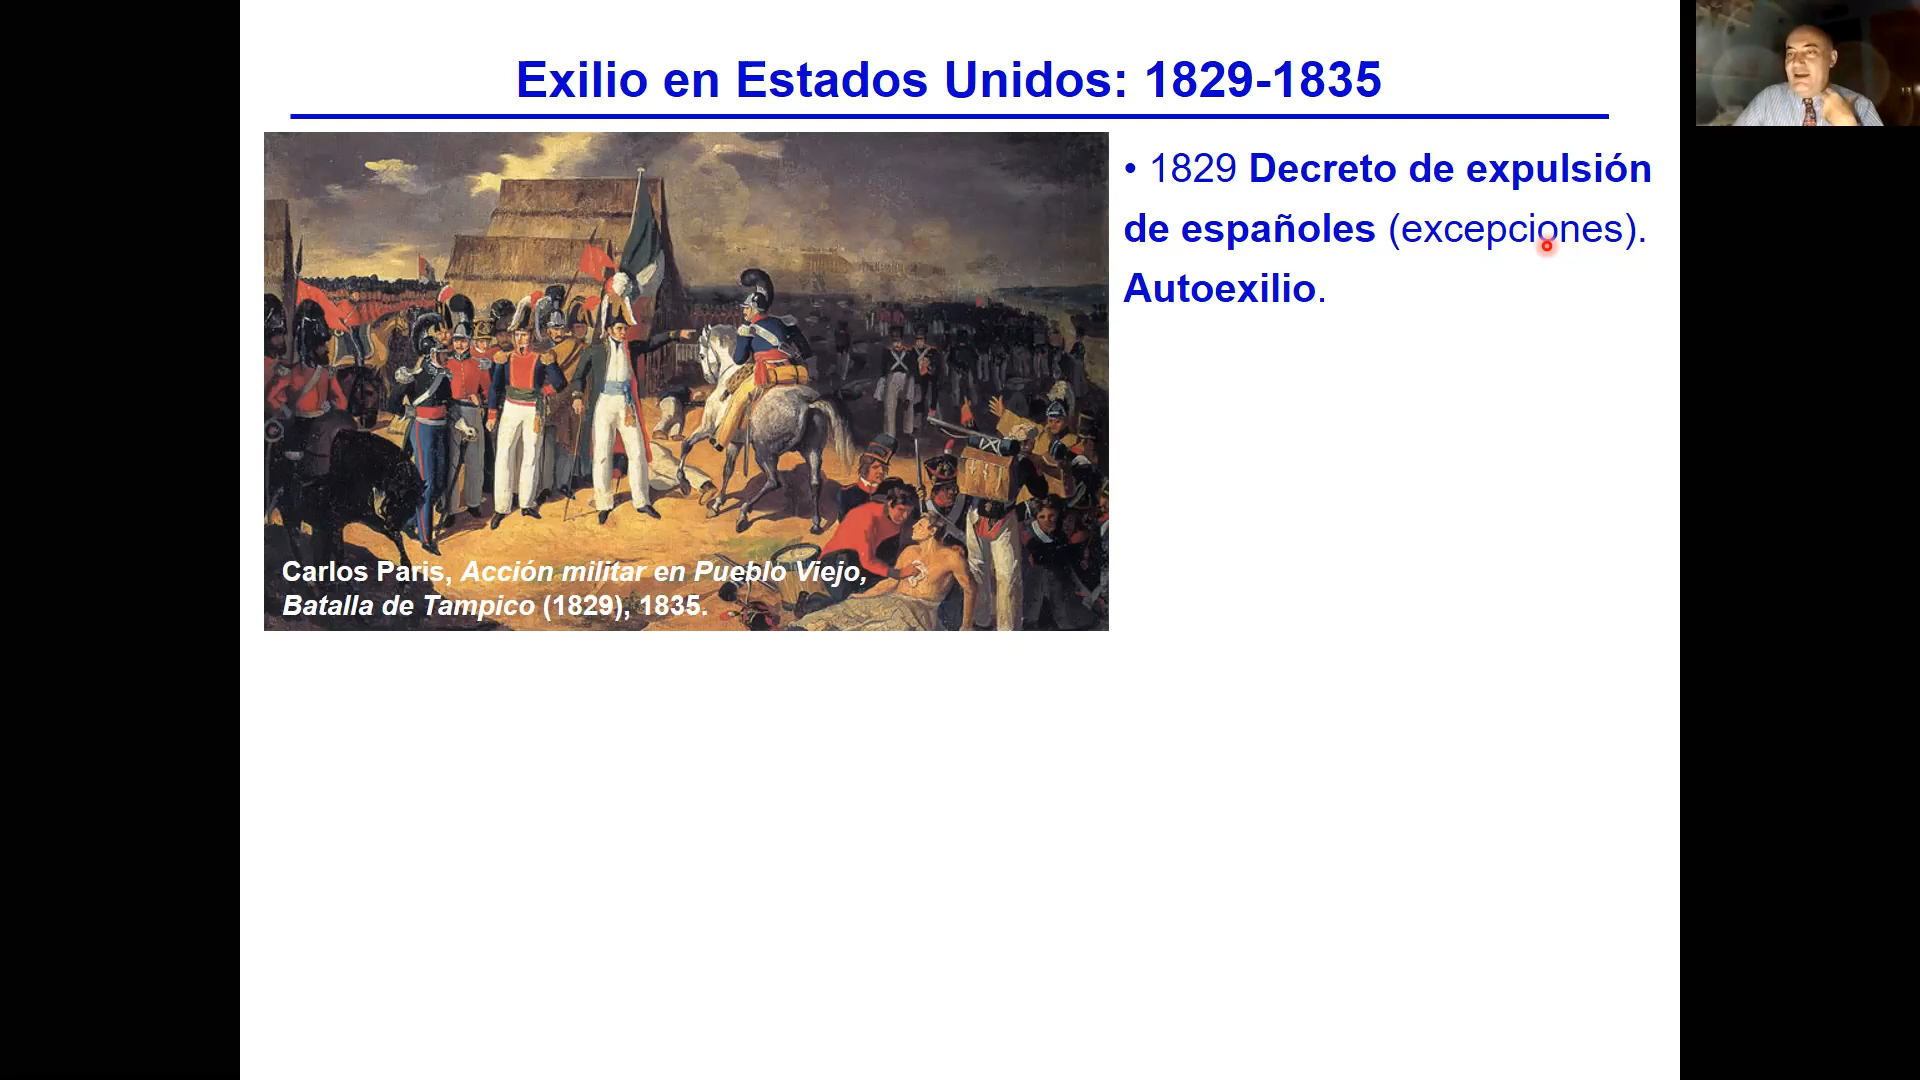 Exilio en Estados Unidos: 1829-1835
• 1829 Decreto de expulsión
de españoles (excepciones).
Autoexilio.
Carlos Paris, Acción militar en Pueblo Viejo,
Batalla de Tampico (1829), 1835.